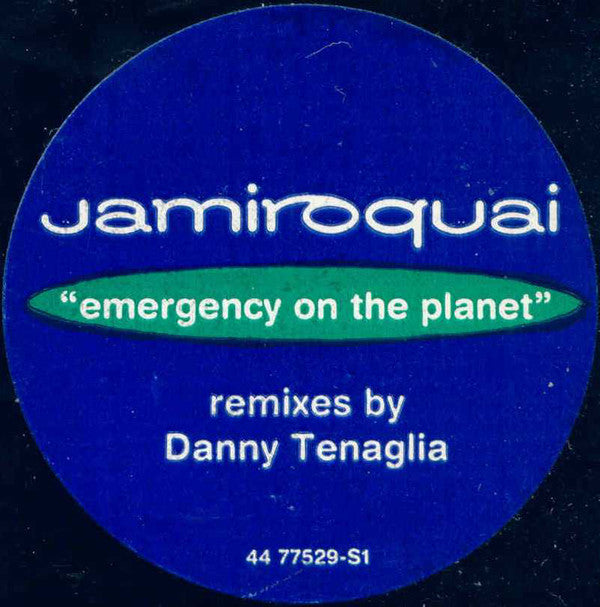 Jamiroquai
“emergency on the planet”
remixes by
Danny Tenaglia
44 77529-S1